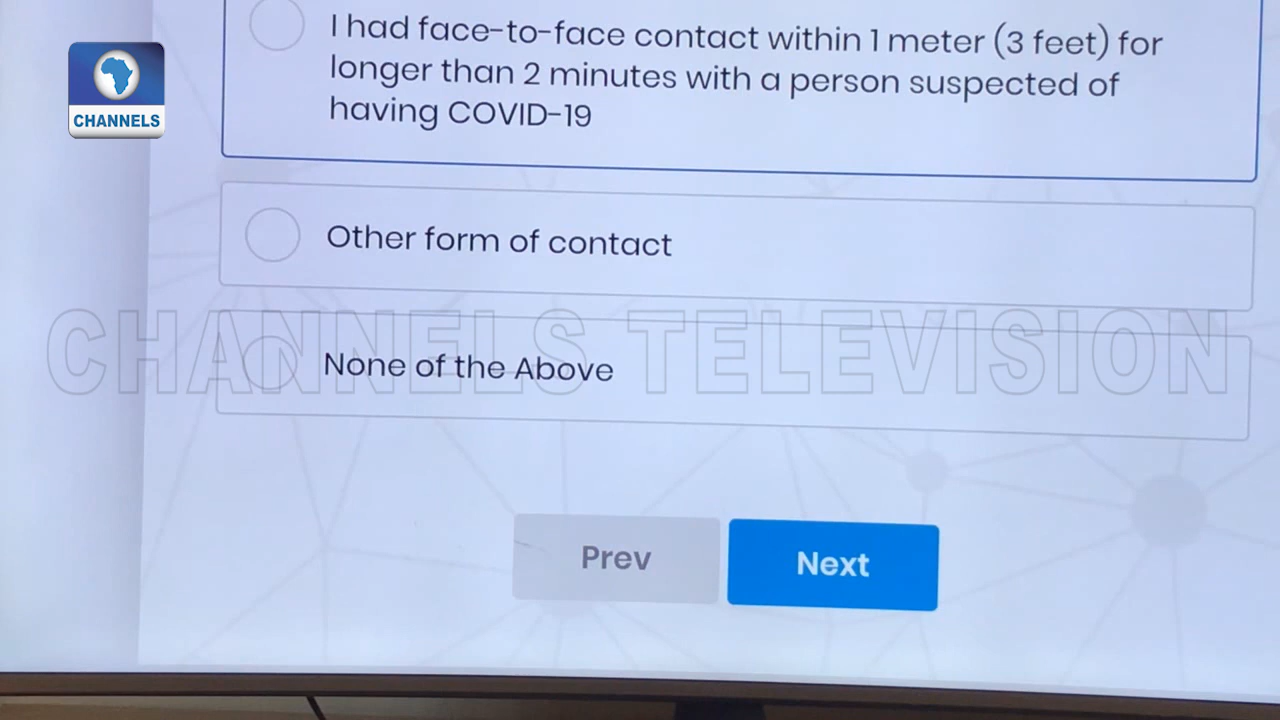 I had face-to-face contact within 1 meter (3 feet) for
longer than 2 minutes with a person suspected of
having COVID-19
CHANNELS
Other form of contact
CHANNELS TELEVISION
None of the Above
Prev
Next